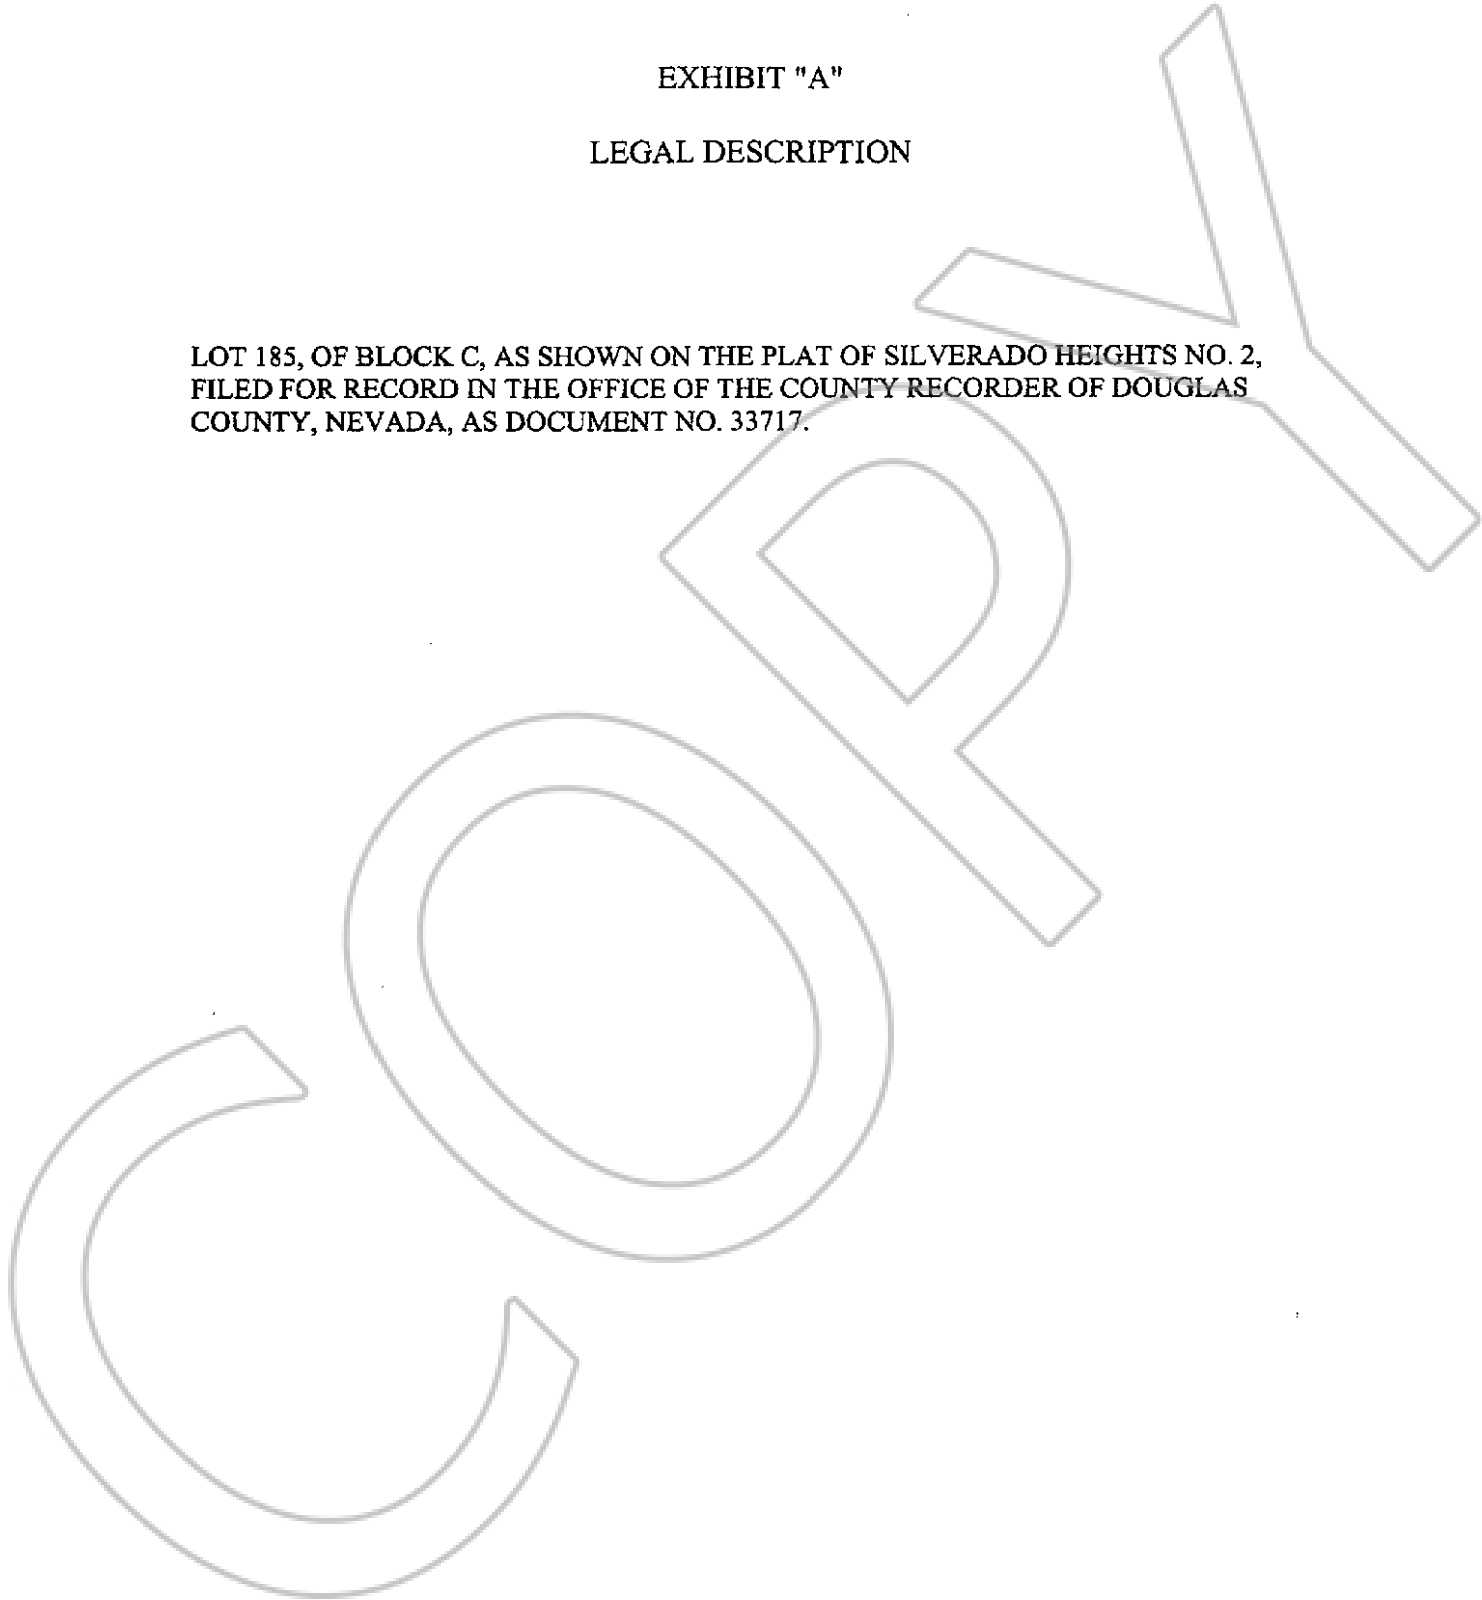 EXHIBIT "A"
LEGAL DESCRIPTION
LOT 185, OF BLOCK C, AS SHOWN ON THE PLAT OF SILVERADO HEIGHTS NO. 2,
FILED FOR RECORD IN THE OFFICE OF THE COUNTY RECORDER OF DOUGLAS
COUNTY, NEVADA, AS DOCUMENT NO. 33717.
COPY